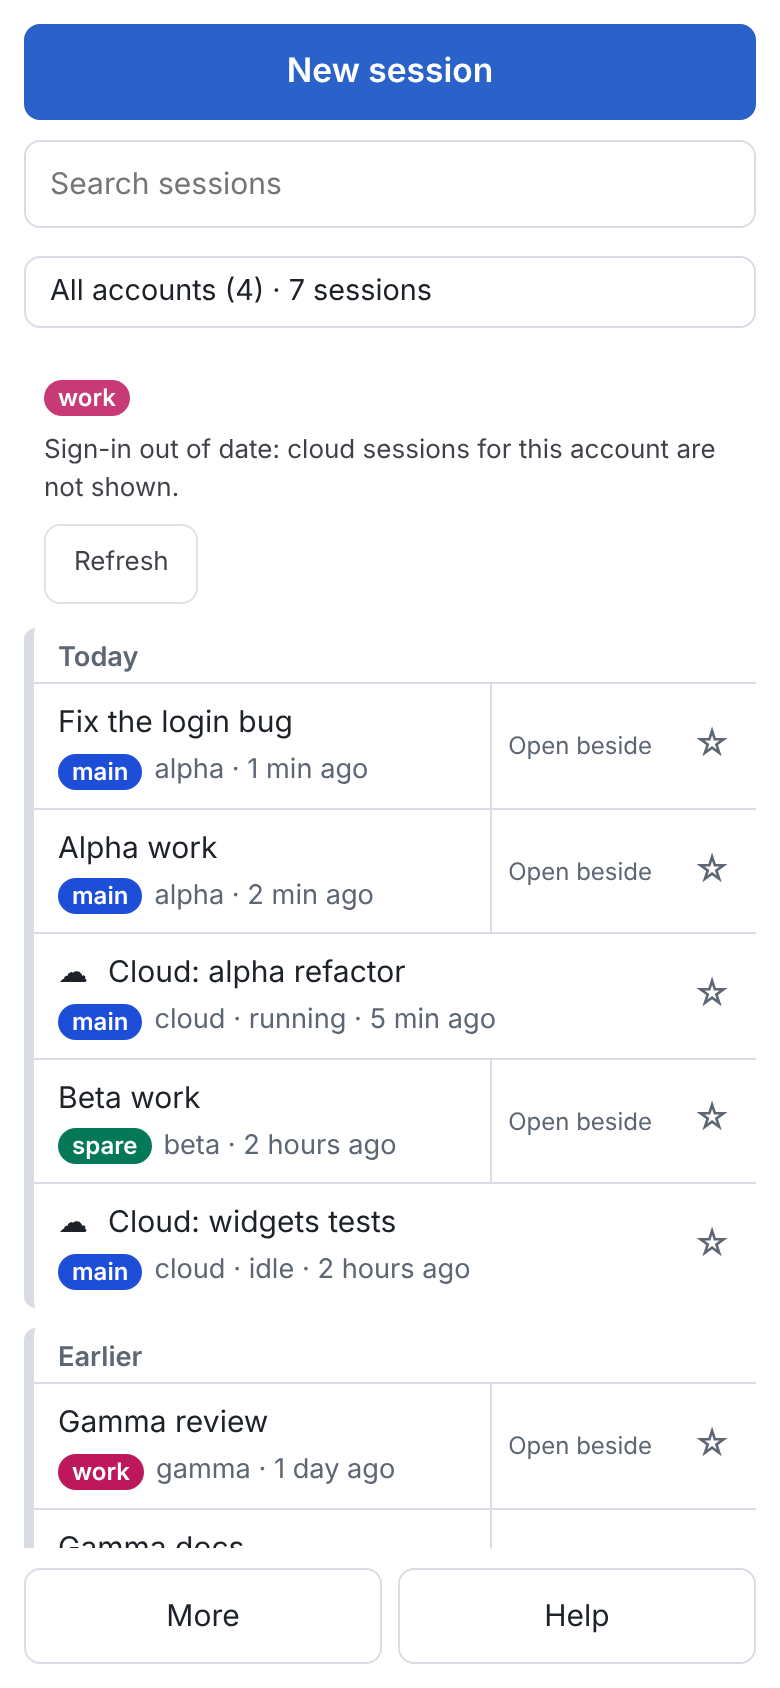 New session
Search sessions
All accounts (4) · 7 sessions
work
Sign-in out of date: cloud sessions for this account are
not shown.
Refresh
Today
Fix the login bug
main alpha · 1 min ago
Open beside ☆
Alpha work
main alpha · 2 min ago
Open beside ☆
☁ Cloud: alpha refactor
main cloud · running · 5 min ago
☆
Beta work
spare beta · 2 hours ago
Open beside ☆
☁ Cloud: widgets tests
main cloud · idle · 2 hours ago
☆
Earlier
Gamma review
work gamma · 1 day ago
Open beside ☆
Gamma docs
More
Help